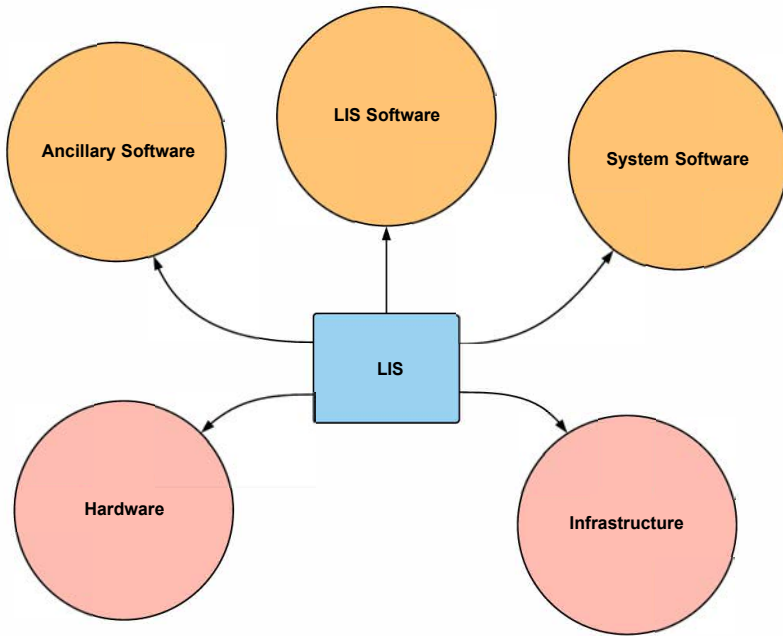 LIS Software
Ancillary Software
System Software
LIS
Hardware
Infrastructure